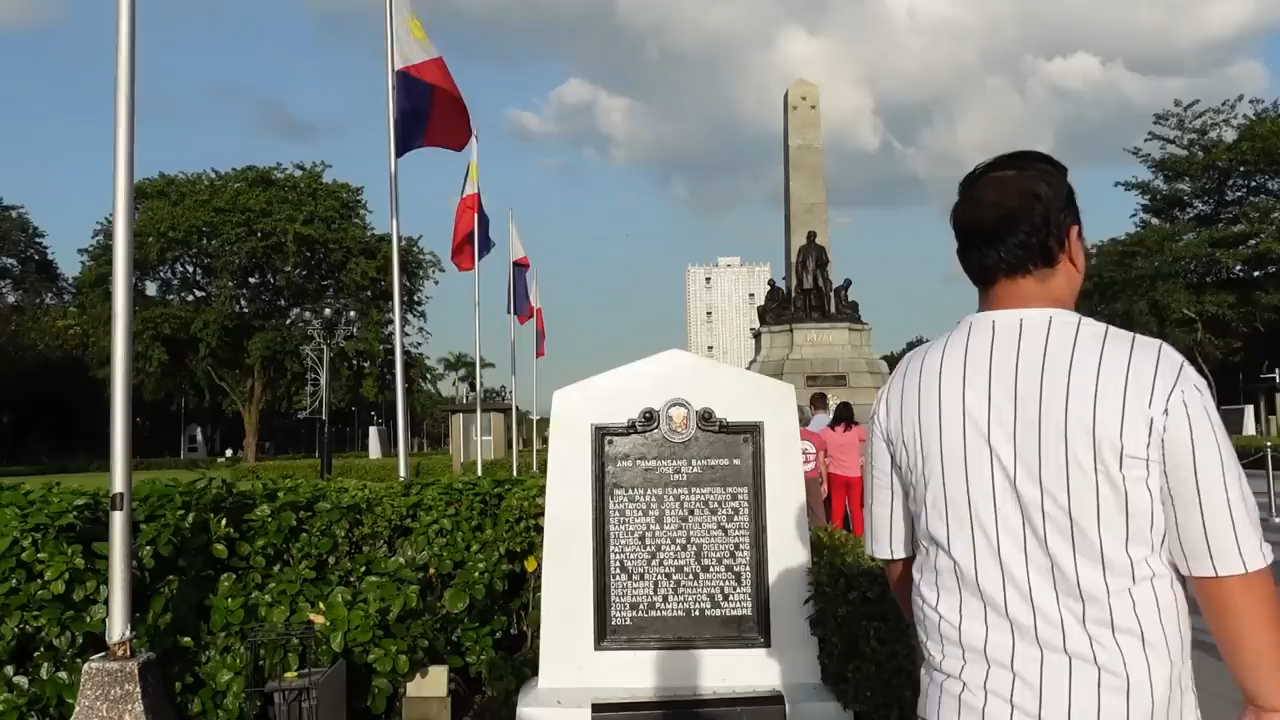 RIZAL
ANG PAMBANSANG BANTAYOG NI
JOSE RIZAL
1913
INILAAN ANG ISANG PAMPUBLIKONG
LUPA PARA SA PAGPAPATAYO NG
BANTAYOG NI JOSE RIZAL SA LUNETA
SA BISA NG BATAS BLG. 243, 28
SETYEMBRE 1901. DINISENYO ANG
BANTAYOG NA MAY TITULONG "MOTTO
STELLA" NI RICHARD KISSLING, ISANG
SUWISO, BUNGA NG PANDAIGDIGANG
PATIMPALAK PARA SA DISENYO NG
BANTAYOG, 1905-1907. ITINAYO YARI
SA TANSO AT GRANITE, 1912. INILIPAT
SA TUNTUNGAN NITO ANG MGA
LABI NI RIZAL MULA BINONDO, 30
DISYEMBRE 1912. PINASINAYAAN, 30
DISYEMBRE 1913. IPINAHAYAG BILANG
PAMBANSANG BANTAYOG, 15 ABRIL
2013 AT PAMBANSANG YAMANG
PANGKALINANGAN, 14 NOBYEMBRE
2013.